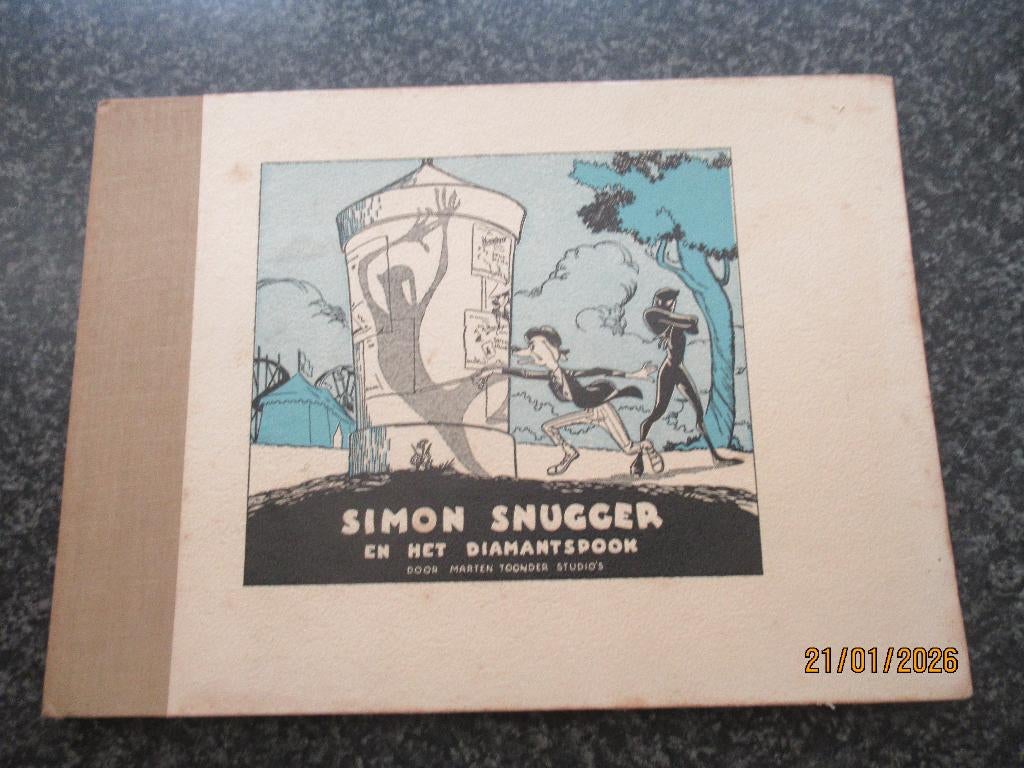 SIMON SNUGGER
EN HET DIAMANTSPOOK
DOOR MARTEN TOONDER STUDIO'S
21/01/2026